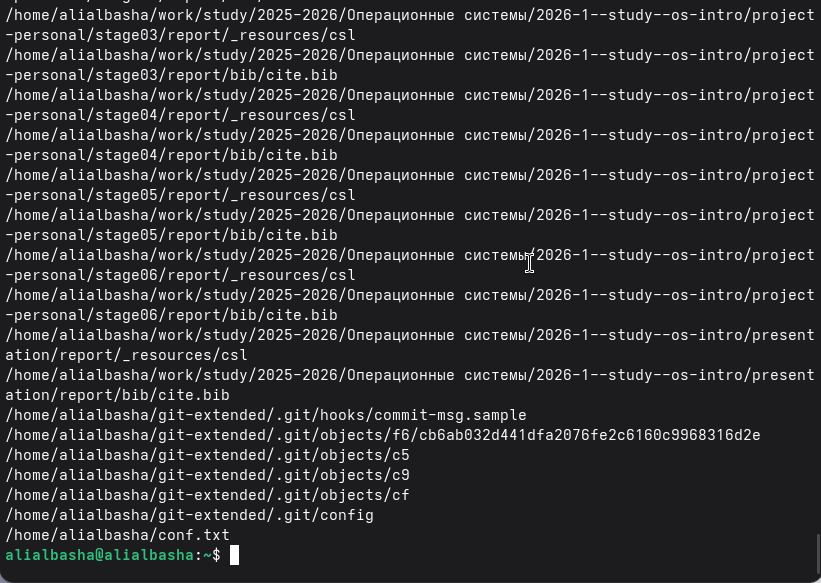 /home/alialbasha/work/study/2025-2026/Операционные системы/2026-1--study--os-intro/project
-personal/stage03/report/_resources/csl
/home/alialbasha/work/study/2025-2026/Операционные системы/2026-1--study--os-intro/project
-personal/stage03/report/bib/cite.bib
/home/alialbasha/work/study/2025-2026/Операционные системы/2026-1--study--os-intro/project
-personal/stage04/report/_resources/csl
/home/alialbasha/work/study/2025-2026/Операционные системы/2026-1--study--os-intro/project
-personal/stage04/report/bib/cite.bib
/home/alialbasha/work/study/2025-2026/Операционные системы/2026-1--study--os-intro/project
-personal/stage05/report/_resources/csl
/home/alialbasha/work/study/2025-2026/Операционные системы/2026-1--study--os-intro/project
-personal/stage05/report/bib/cite.bib
/home/alialbasha/work/study/2025-2026/Операционные системы/2026-1--study--os-intro/project
-personal/stage06/report/_resources/csl
/home/alialbasha/work/study/2025-2026/Операционные системы/2026-1--study--os-intro/project
-personal/stage06/report/bib/cite.bib
/home/alialbasha/work/study/2025-2026/Операционные системы/2026-1--study--os-intro/present
ation/report/_resources/csl
/home/alialbasha/work/study/2025-2026/Операционные системы/2026-1--study--os-intro/present
ation/report/bib/cite.bib
/home/alialbasha/git-extended/.git/hooks/commit-msg.sample
/home/alialbasha/git-extended/.git/objects/f6/cb6ab032d441dfa2076fe2c6160c9968316d2e
/home/alialbasha/git-extended/.git/objects/c5
/home/alialbasha/git-extended/.git/objects/c9
/home/alialbasha/git-extended/.git/objects/cf
/home/alialbasha/git-extended/.git/config
/home/alialbasha/conf.txt
alialbasha@alialbasha:~$